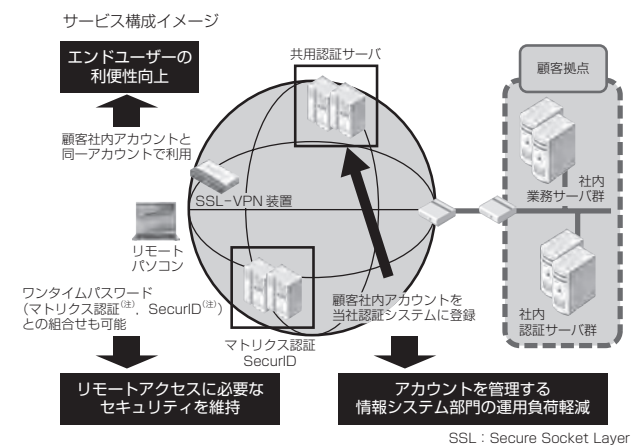 サービス構成イメージ
エンドユーザーの
利便性向上
顧客社内アカウントと
同一アカウントで利用
共用認証サーバ
顧客拠点
社内
業務サーバ群
SSL-VPN 装置
リモート
パソコン
ワンタイムパスワード
（マトリクス認証(注)．SecurID(注)）
との組合せも可能
マトリクス認証
SecurID
顧客社内アカウントを
当社認証システムに登録
社内
認証サーバ群
リモートアクセスに必要な
セキュリティを維持
アカウントを管理する
情報システム部門の運用負荷軽減
SSL：Secure Socket Layer